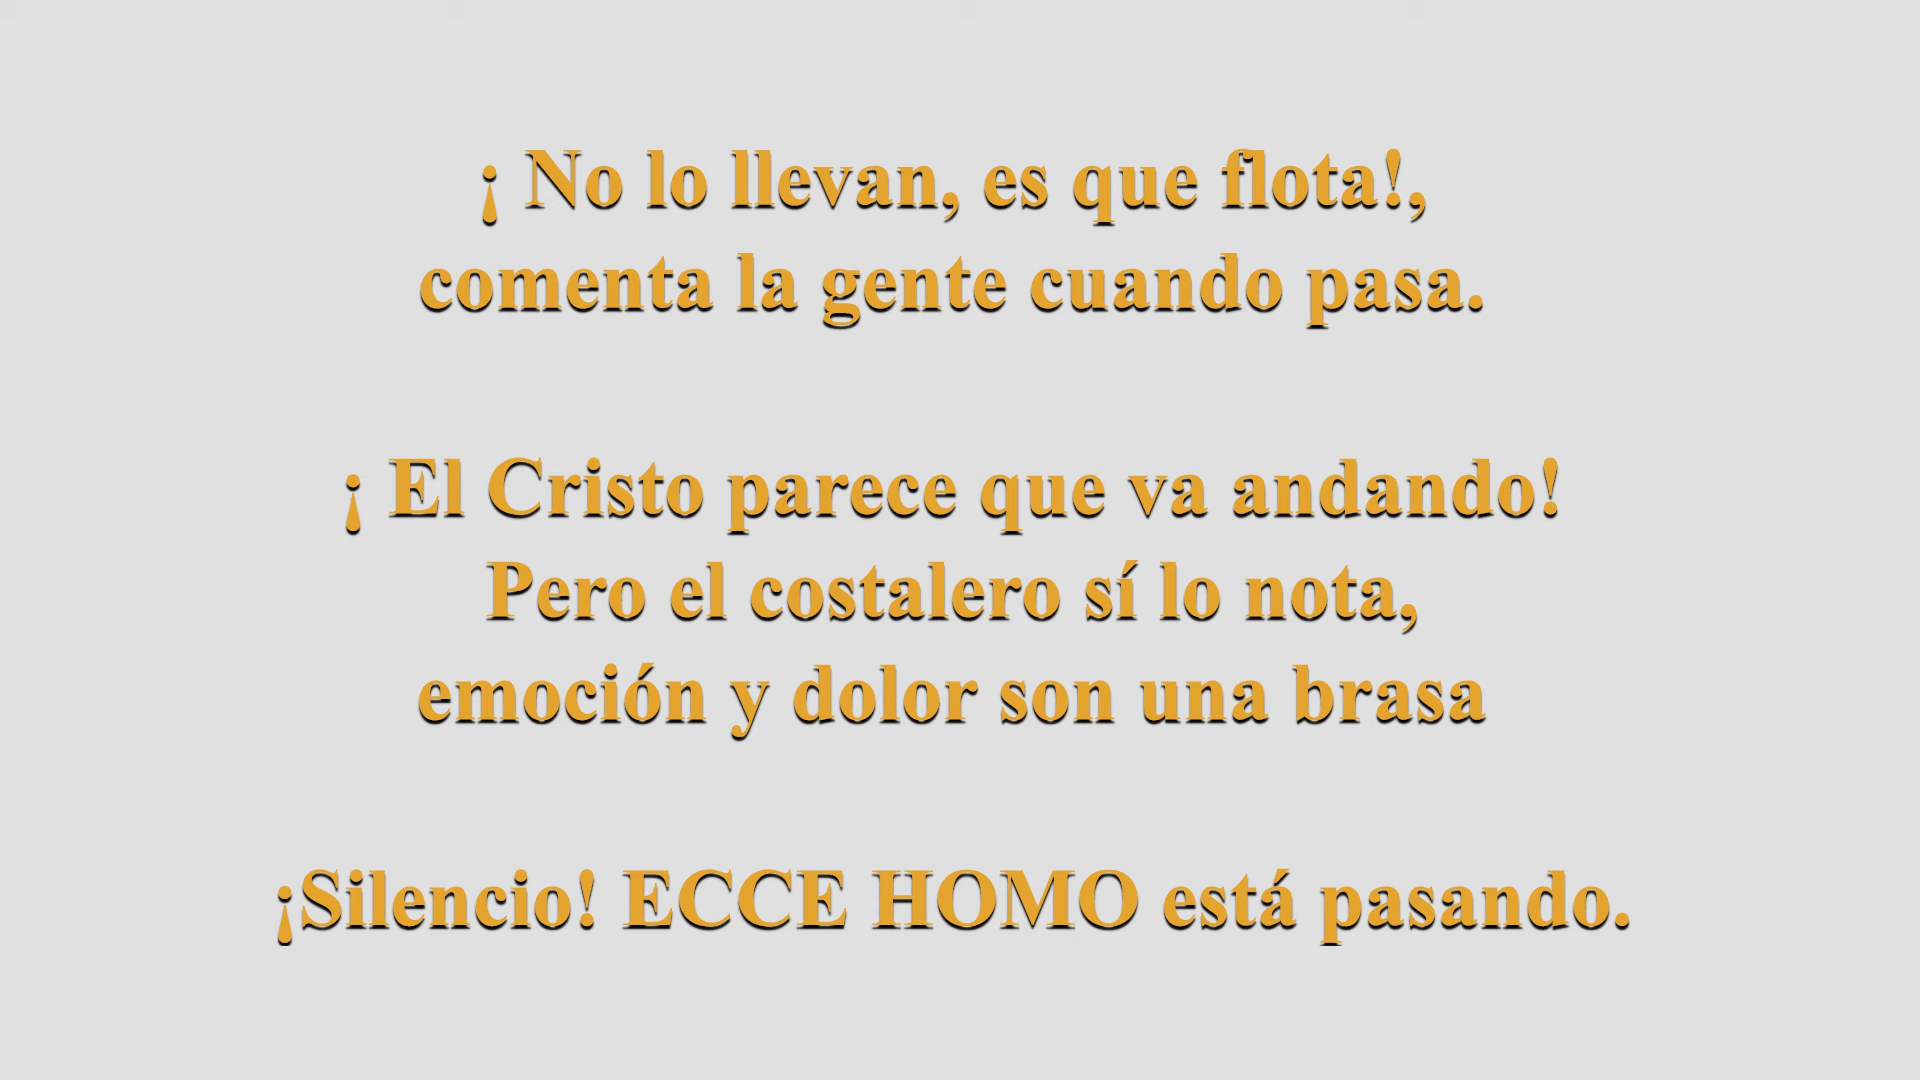 ¡ No lo llevan, es que flota!,
comenta la gente cuando pasa.
¡ El Cristo parece que va andando!
Pero el costalero sí lo nota,
emoción y dolor son una brasa
¡Silencio! ECCE HOMO está pasando.